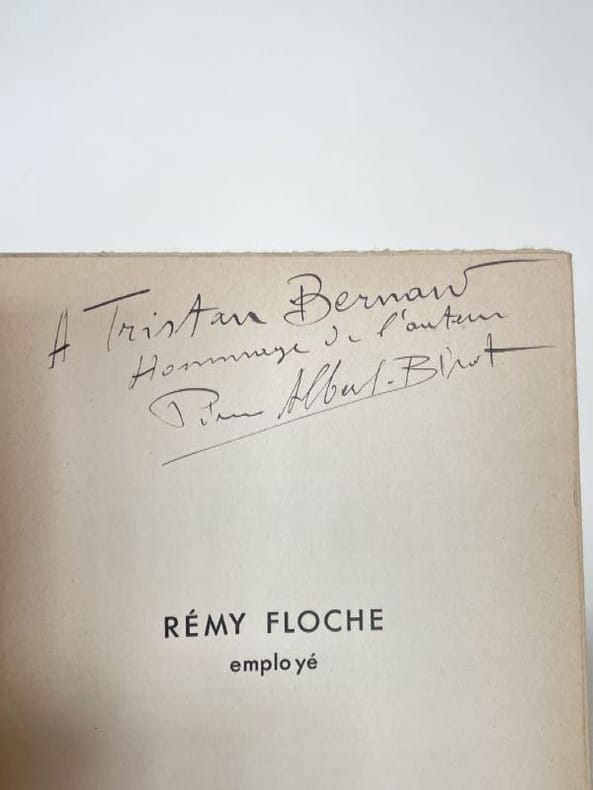 A Tristan Bernard
Hommage de l'auteur
Pierre Albert-Birot
RÉMY FLOCHE
employé